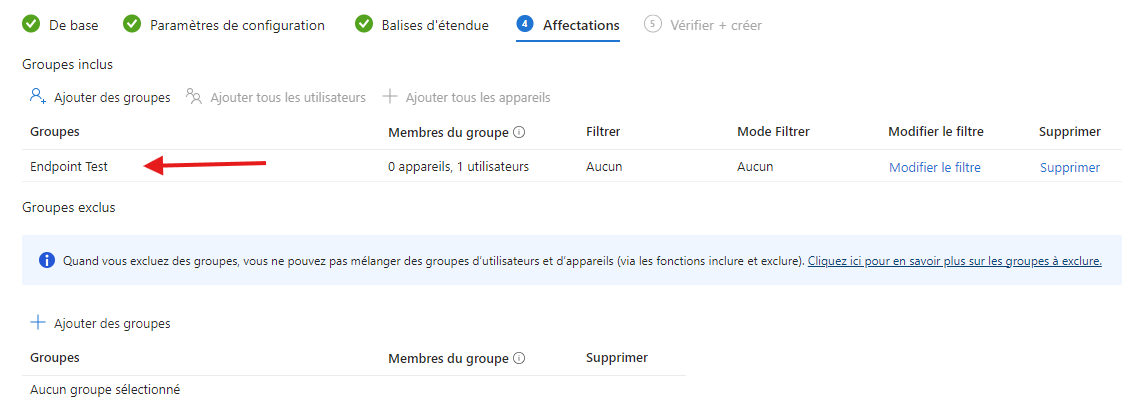 De base Paramètres de configuration Balises d'étendue 4 Affectations 5 Vérifier + créer
Groupes inclus
Ajouter des groupes Ajouter tous les utilisateurs Ajouter tous les appareils
Groupes Membres du groupe Filtrer Mode Filtrer Modifier le filtre Supprimer
Endpoint Test 0 appareils, 1 utilisateurs Aucun Aucun Modifier le filtre Supprimer
Groupes exclus
Quand vous excluez des groupes, vous ne pouvez pas mélanger des groupes d'utilisateurs et d'appareils (via les fonctions inclure et exclure). Cliquez ici pour en savoir plus sur les groupes à exclure.
Ajouter des groupes
Groupes Membres du groupe Supprimer
Aucun groupe sélectionné